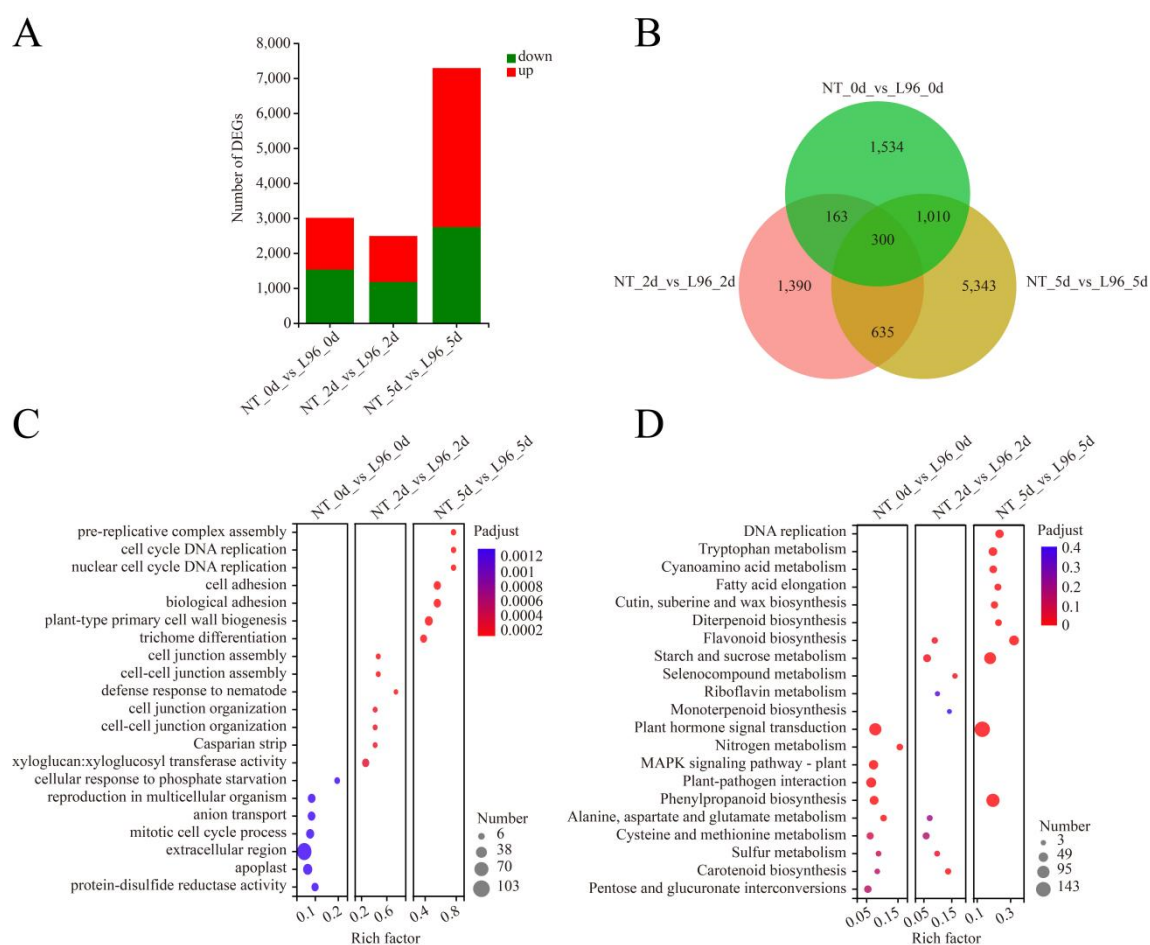 A
8,000
7,000
6,000
5,000
4,000
3,000
2,000
1,000
0
Number of DEGs
down
up
NT_0d_vs_L96_0d
NT_2d_vs_L96_2d
NT_5d_vs_L96_5d
B
NT_0d_vs_L96_0d
1,534
163
1,010
300
NT_2d_vs_L96_2d
1,390
5,343
NT_5d_vs_L96_5d
635
C
NT_0d_vs_L96_0d
NT_2d_vs_L96_2d
NT_5d_vs_L96_5d
pre-replicative complex assembly
cell cycle DNA replication
nuclear cell cycle DNA replication
cell adhesion
biological adhesion
plant-type primary cell wall biogenesis
trichome differentiation
cell junction assembly
cell-cell junction assembly
defense response to nematode
cell junction organization
cell-cell junction organization
Casparian strip
xyloglucan:xyloglucosyl transferase activity
cellular response to phosphate starvation
reproduction in multicellular organism
anion transport
mitotic cell cycle process
extracellular region
apoplast
protein-disulfide reductase activity
0.1 0.2 0.2 0.6 0.4 0.8
Rich factor
Padjust
0.0012
0.001
0.0008
0.0006
0.0004
0.0002
Number
6
38
70
103
D
NT_0d_vs_L96_0d
NT_2d_vs_L96_2d
NT_5d_vs_L96_5d
DNA replication
Tryptophan metabolism
Cyanoamino acid metabolism
Fatty acid elongation
Cutin, suberine and wax biosynthesis
Diterpenoid biosynthesis
Flavonoid biosynthesis
Starch and sucrose metabolism
Selenocompound metabolism
Riboflavin metabolism
Monoterpenoid biosynthesis
Plant hormone signal transduction
Nitrogen metabolism
MAPK signaling pathway - plant
Plant-pathogen interaction
Phenylpropanoid biosynthesis
Alanine, aspartate and glutamate metabolism
Cysteine and methionine metabolism
Sulfur metabolism
Carotenoid biosynthesis
Pentose and glucuronate interconversions
0.05 0.15 0.05 0.15 0.1 0.3
Rich factor
Padjust
0.4
0.3
0.2
0.1
0
Number
3
49
95
143